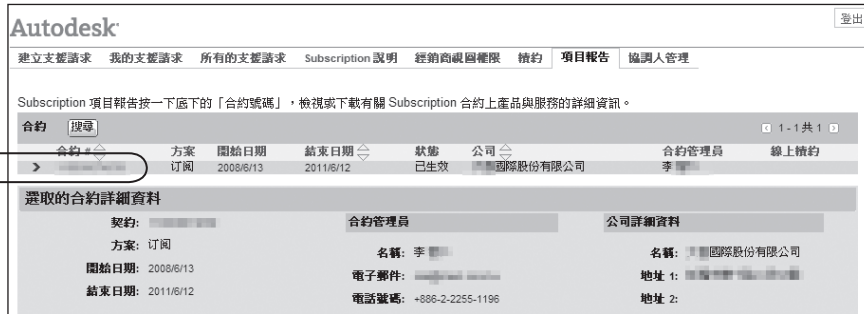 Autodesk
登出
建立支援請求 我的支援請求 所有的支援請求 Subscription 說明 經銷商視圖權限 續約 項目報告 協調人管理
Subscription 項目報告按一下底下的「合約號碼」，檢視或下載有關 Subscription 合約上產品與服務的詳細資訊。
合約 搜尋 1 - 1 共 1
合約 # 方案 開始日期 結束日期 狀態 公司 合約管理員 線上續約
订阅 2008/6/13 2011/6/12 已生效 國際股份有限公司 李
選取的合約詳細資料
契約: 合約管理員 公司詳細資料
方案: 订阅 名稱: 李 名稱: 國際股份有限公司
開始日期: 2008/6/13 電子郵件: 地址 1:
結束日期: 2011/6/12 電話號碼: +886-2-2255-1196 地址 2: